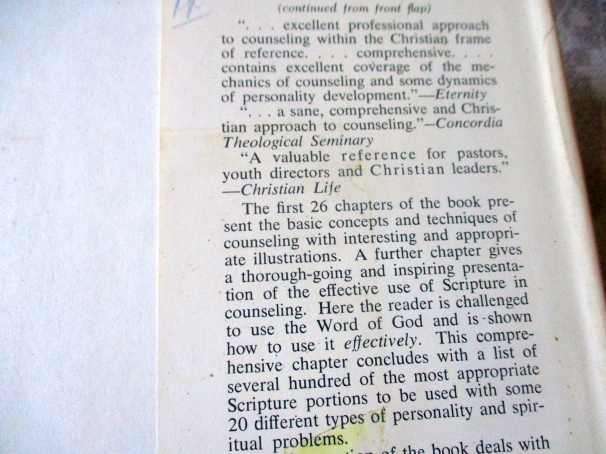 (continued from front flap)
“. . . excellent professional approach
to counseling within the Christian frame
of reference. . . . comprehensive. . . .
contains excellent coverage of the me-
chanics of counseling and some dynamics
of personality development.”—Eternity
“. . . a sane, comprehensive and Chris-
tian approach to counseling.”—Concordia
Theological Seminary
“A valuable reference for pastors,
youth directors and Christian leaders.”
—Christian Life
The first 26 chapters of the book pre-
sent the basic concepts and techniques of
counseling with interesting and appropri-
ate illustrations. A further chapter gives
a thorough-going and inspiring presenta-
tion of the effective use of Scripture in
counseling. Here the reader is challenged
to use the Word of God and is shown
how to use it effectively. This compre-
hensive chapter concludes with a list of
several hundred of the most appropriate
Scripture portions to be used with some
20 different types of personality and spir-
itual problems.
of the book deals with